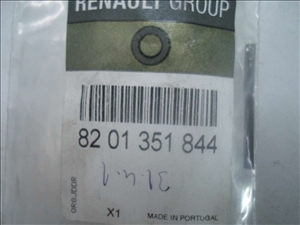 RENAULT GROUP
82 01 351 844
X1
MADE IN PORTUGAL